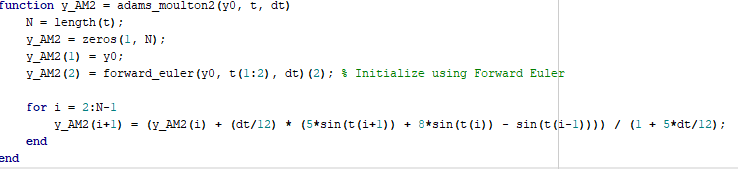 function y_AM2 = adams_moulton2(y0, t, dt)
    N = length(t);
    y_AM2 = zeros(1, N);
    y_AM2(1) = y0;
    y_AM2(2) = forward_euler(y0, t(1:2), dt)(2); % Initialize using Forward Euler

    for i = 2:N-1
        y_AM2(i+1) = (y_AM2(i) + (dt/12) * (5*sin(t(i+1)) + 8*sin(t(i)) - sin(t(i-1)))) / (1 + 5*dt/12);
    end
end